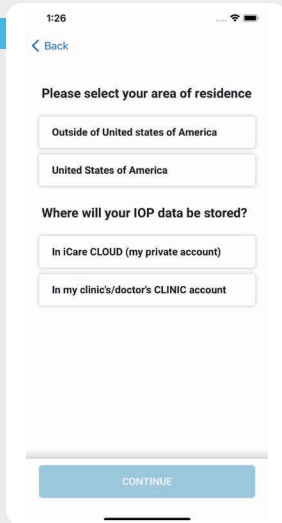 1:26
Back
Please select your area of residence
Outside of United states of America
United States of America
Where will your IOP data be stored?
In iCare CLOUD (my private account)
In my clinic's/doctor's CLINIC account
CONTINUE